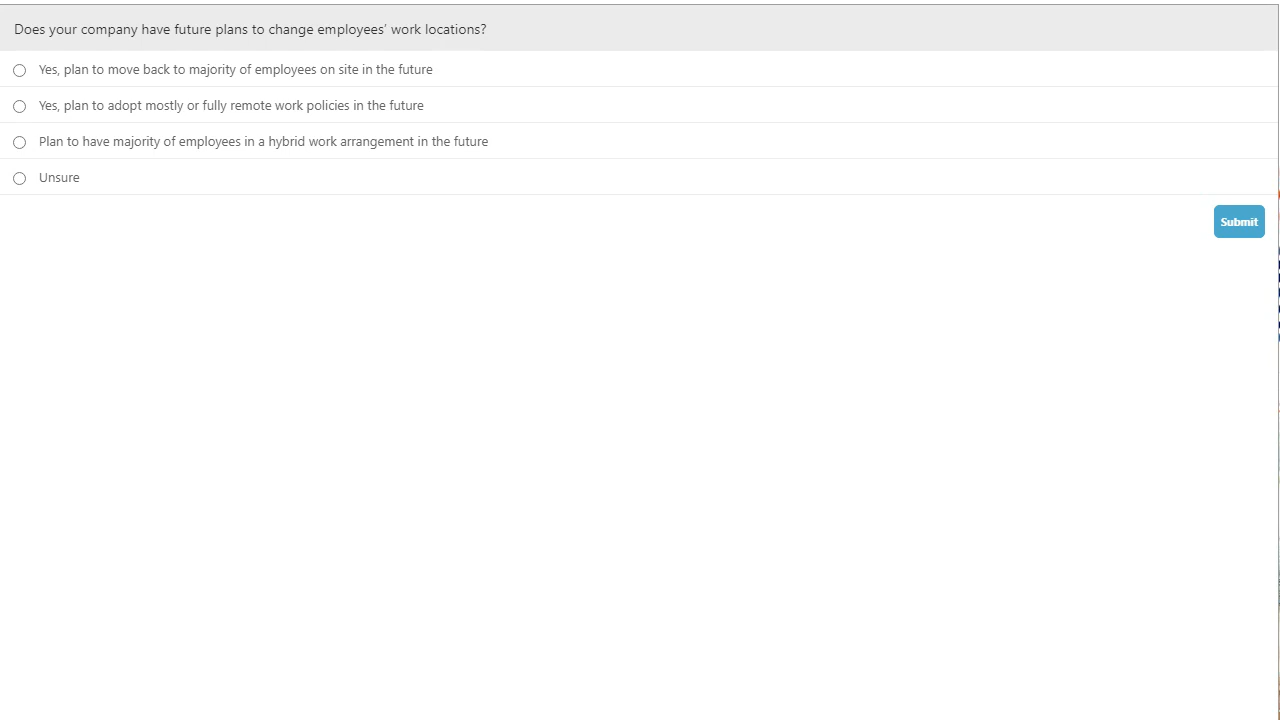 Does your company have future plans to change employees’ work locations?
Yes, plan to move back to majority of employees on site in the future
Yes, plan to adopt mostly or fully remote work policies in the future
Plan to have majority of employees in a hybrid work arrangement in the future
Unsure
Submit